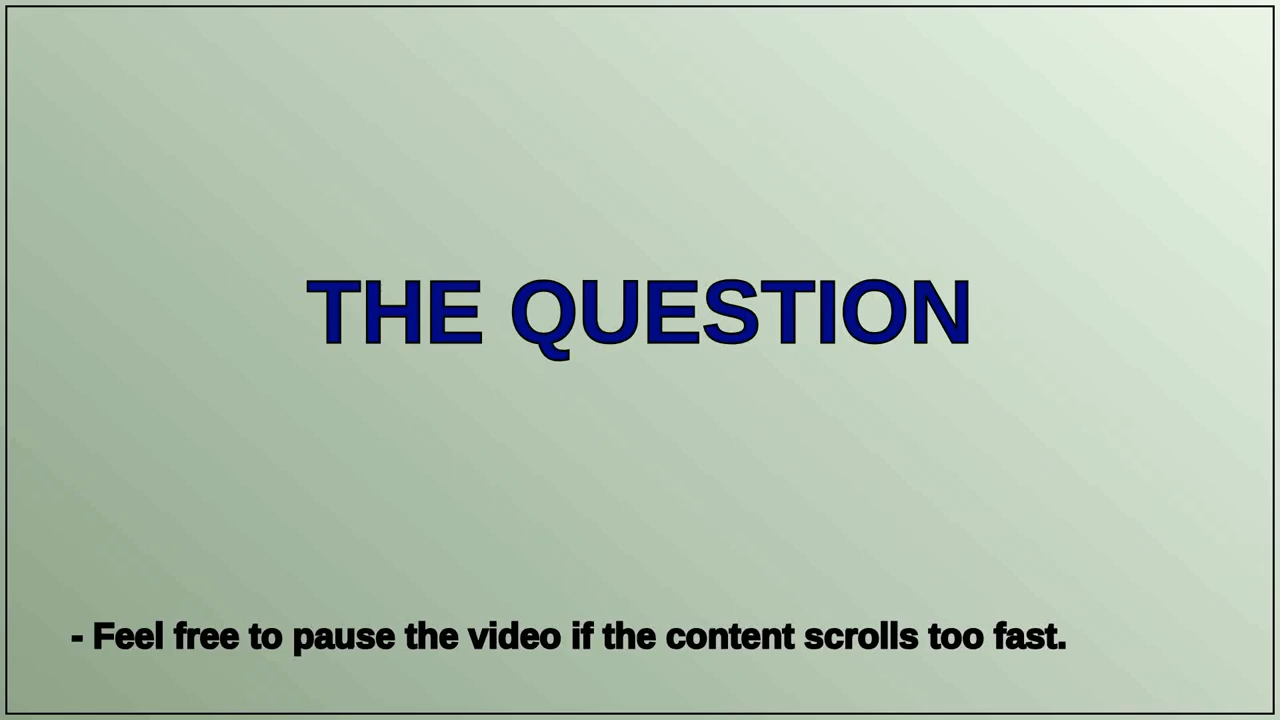 THE QUESTION
- Feel free to pause the video if the content scrolls too fast.